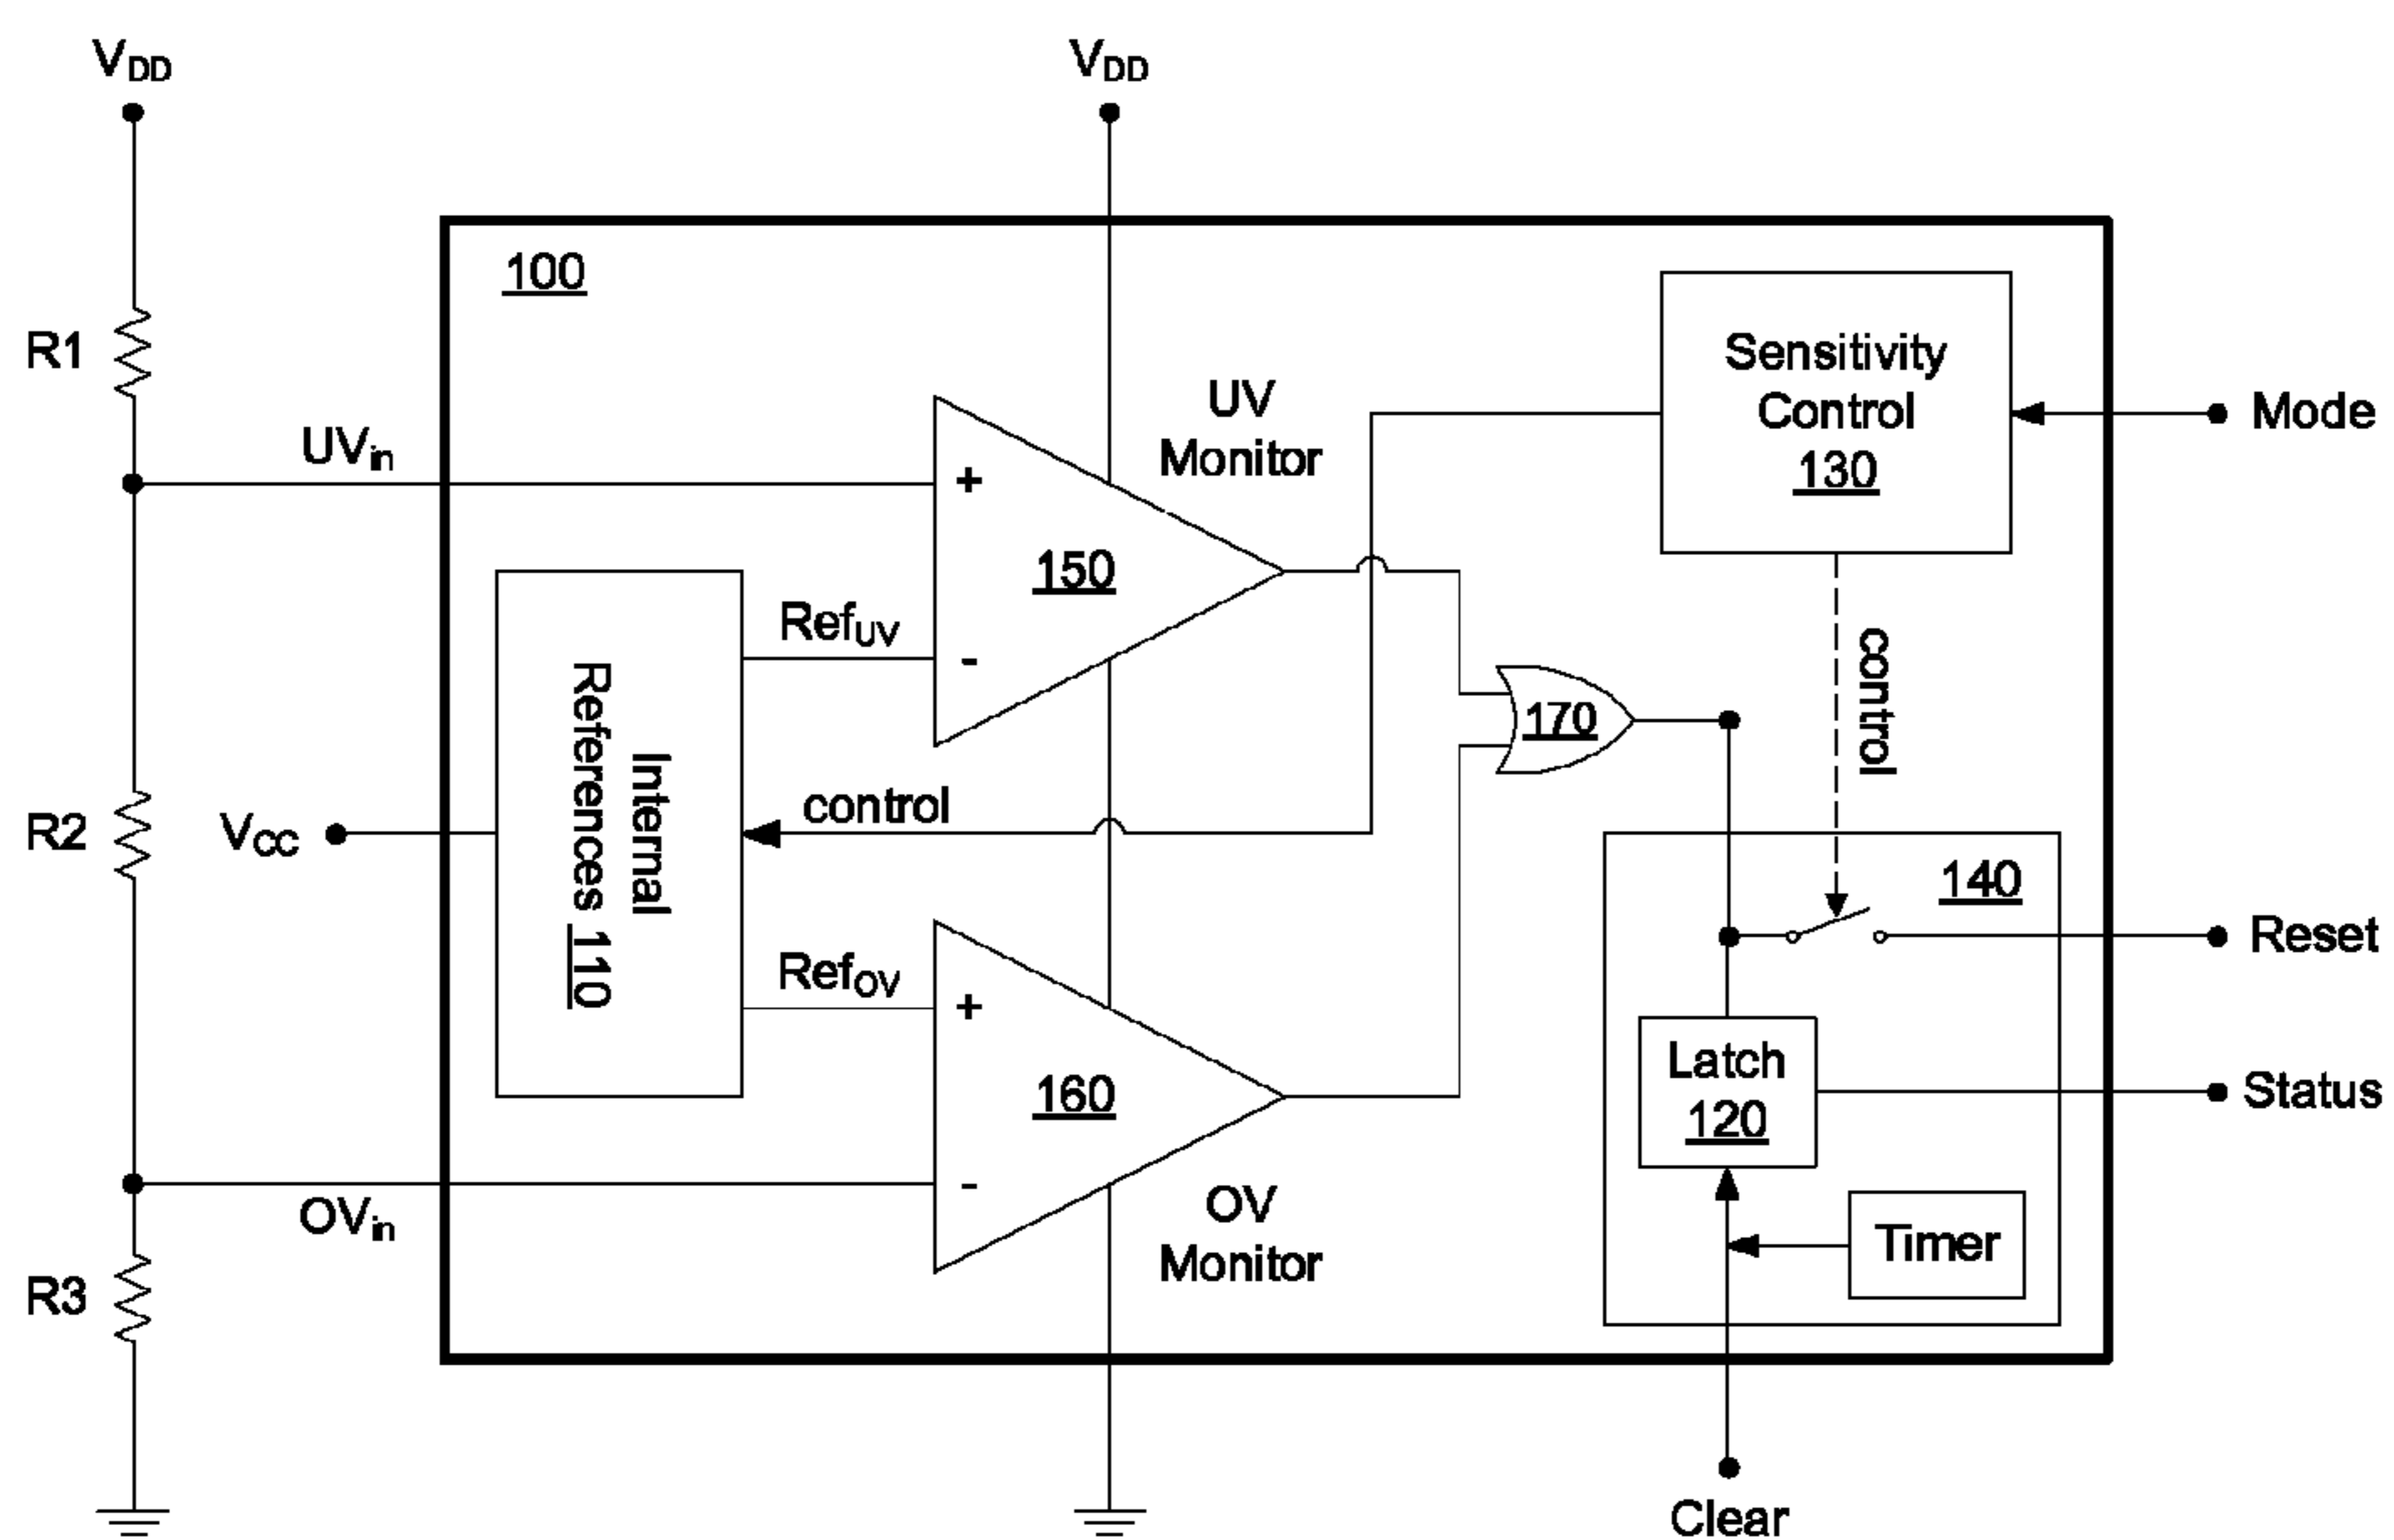 VDD
VDD
100
R1
UVin
UV
Monitor
Sensitivity
Control
130
Mode
+
150
RefUV
-
170
control
Internal
References 110
control
R2
VCC
140
Reset
RefOV
+
160
-
Latch
120
Status
OVin
OV
Monitor
Timer
R3
Clear